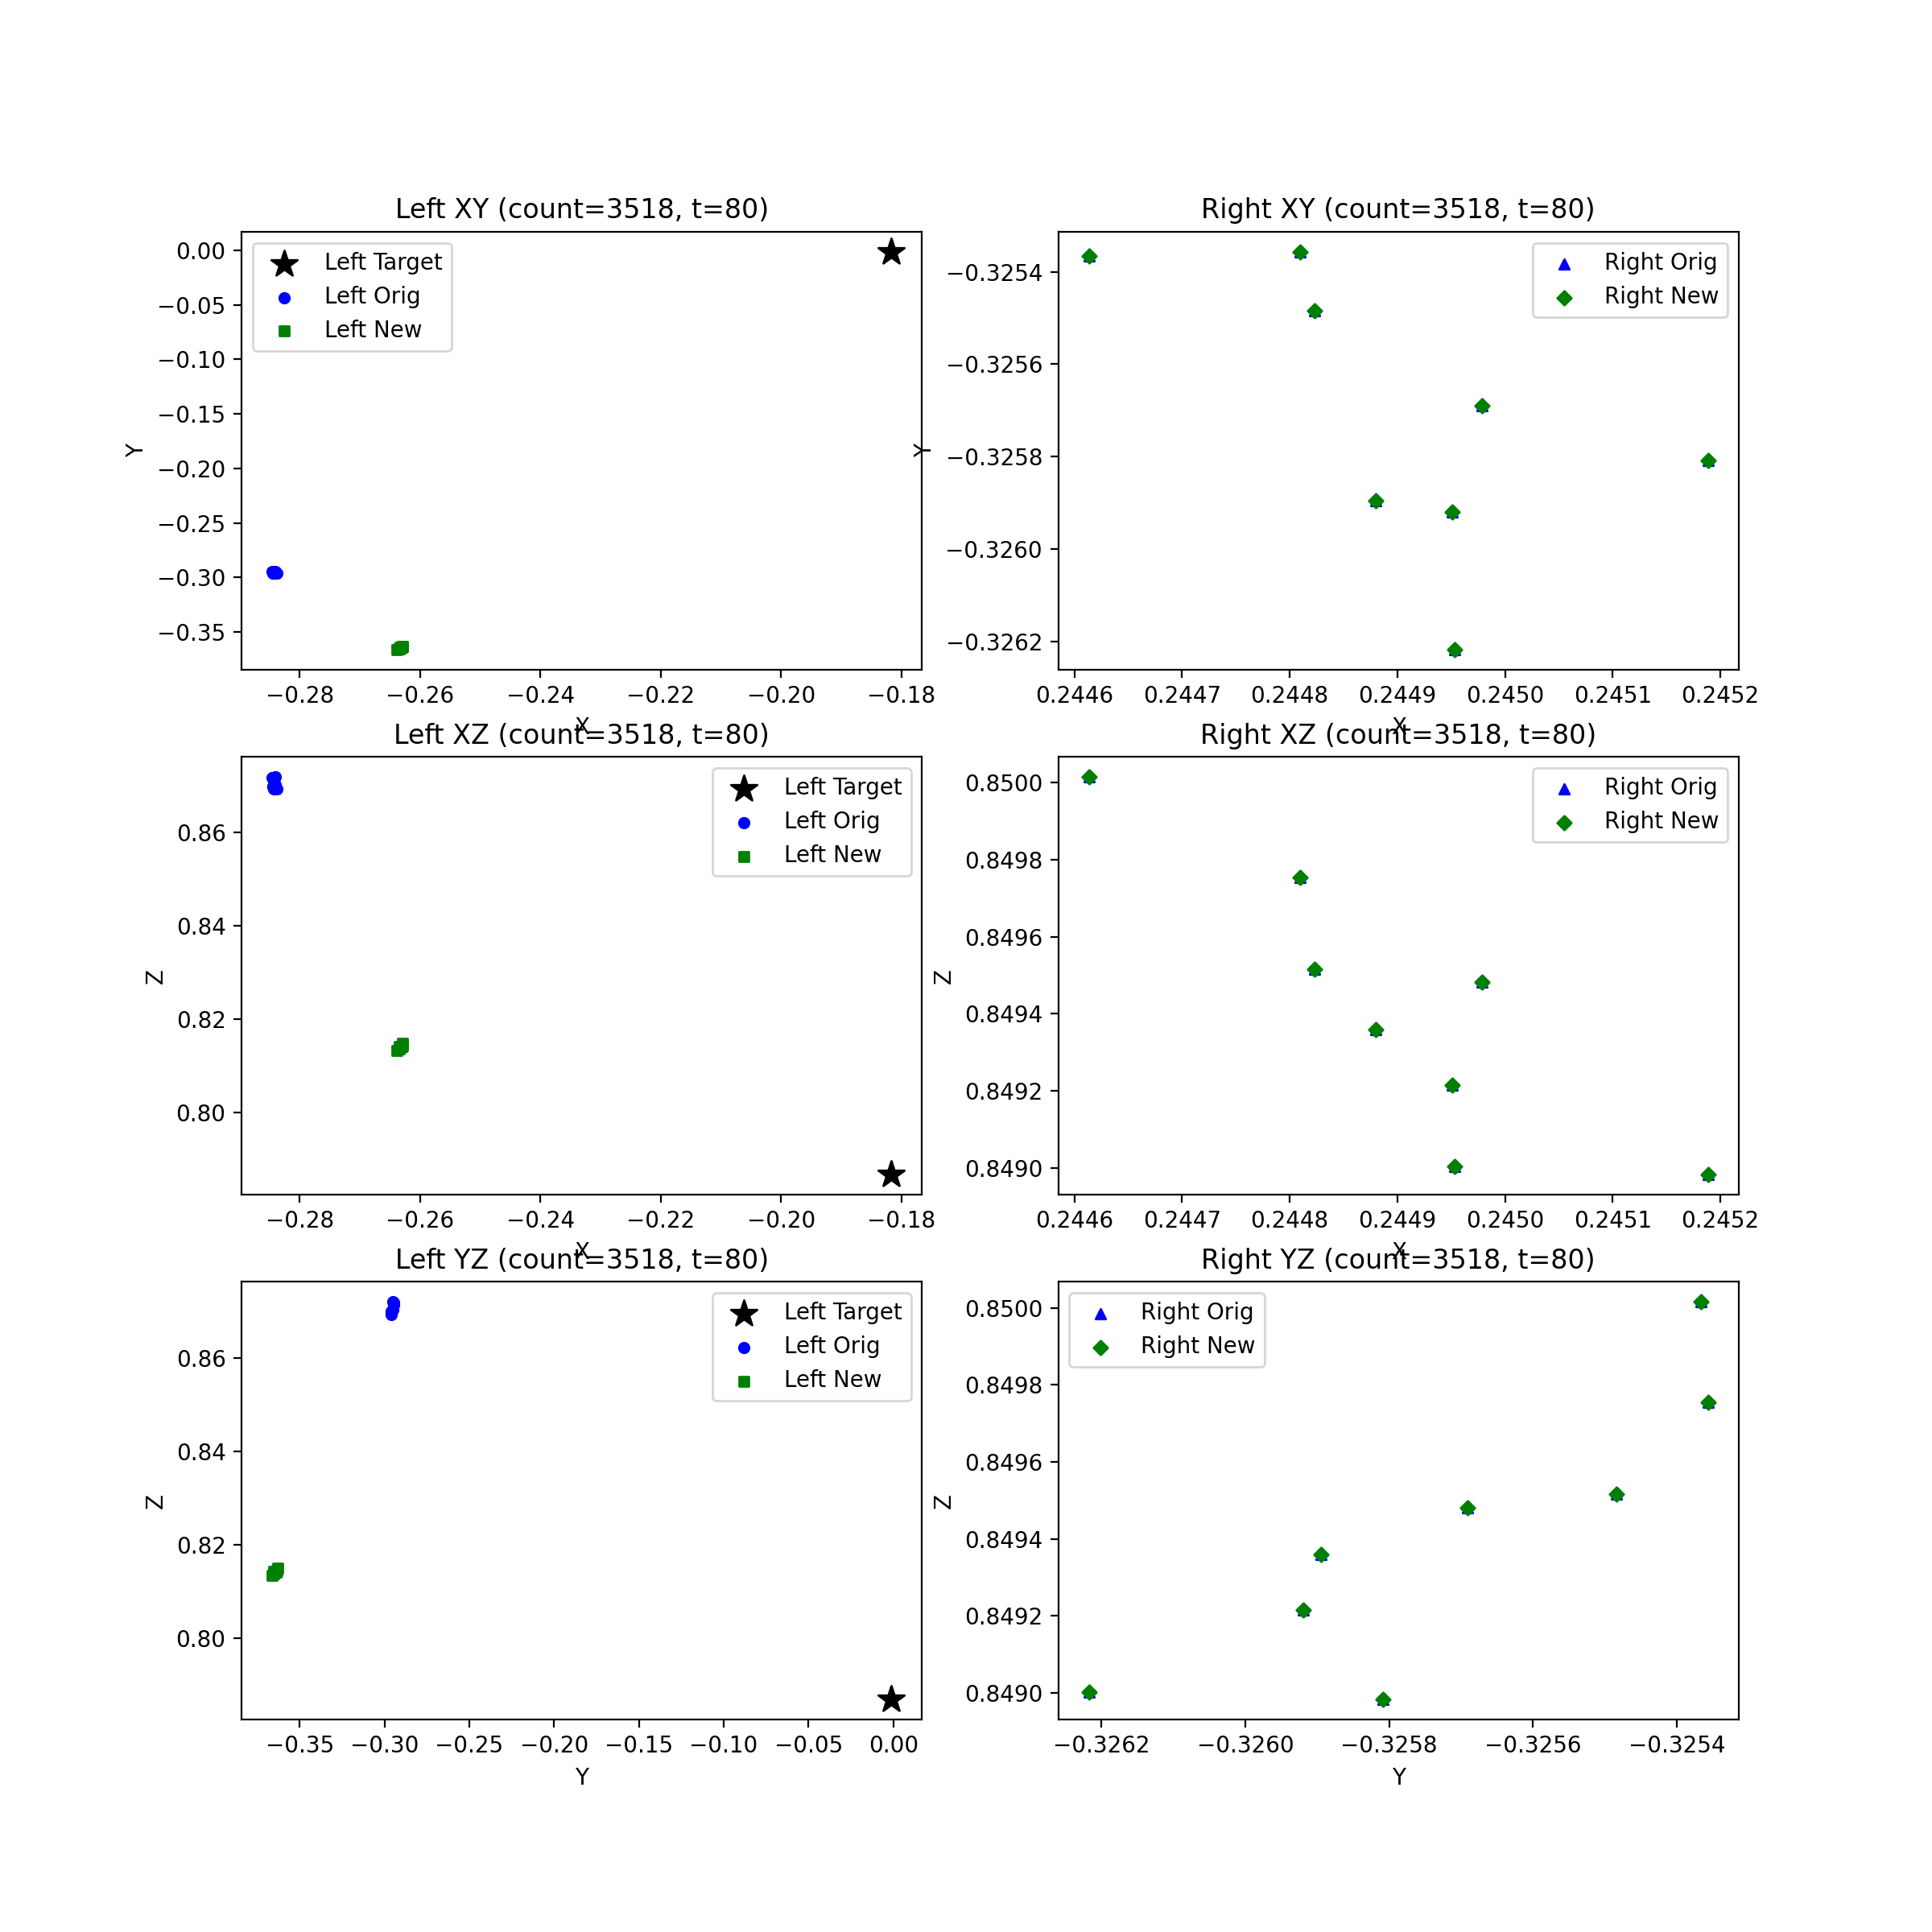 Left XY (count=3518, t=80)
0.00
−0.05
−0.10
−0.15
−0.20
−0.25
−0.30
−0.35
Y
Left Target
Left Orig
Left New
−0.28 −0.26 −0.24 −0.22 −0.20 −0.18
X
Right XY (count=3518, t=80)
−0.3254
−0.3256
−0.3258
−0.3260
−0.3262
Y
Right Orig
Right New
0.2446 0.2447 0.2448 0.2449 0.2450 0.2451 0.2452
X
Left XZ (count=3518, t=80)
0.86
0.84
0.82
0.80
Z
Left Target
Left Orig
Left New
−0.28 −0.26 −0.24 −0.22 −0.20 −0.18
X
Right XZ (count=3518, t=80)
0.8500
0.8498
0.8496
0.8494
0.8492
0.8490
Z
Right Orig
Right New
0.2446 0.2447 0.2448 0.2449 0.2450 0.2451 0.2452
X
Left YZ (count=3518, t=80)
0.86
0.84
0.82
0.80
Z
Left Target
Left Orig
Left New
−0.35 −0.30 −0.25 −0.20 −0.15 −0.10 −0.05 0.00
Y
Right YZ (count=3518, t=80)
0.8500
0.8498
0.8496
0.8494
0.8492
0.8490
Z
Right Orig
Right New
−0.3262 −0.3260 −0.3258 −0.3256 −0.3254
Y